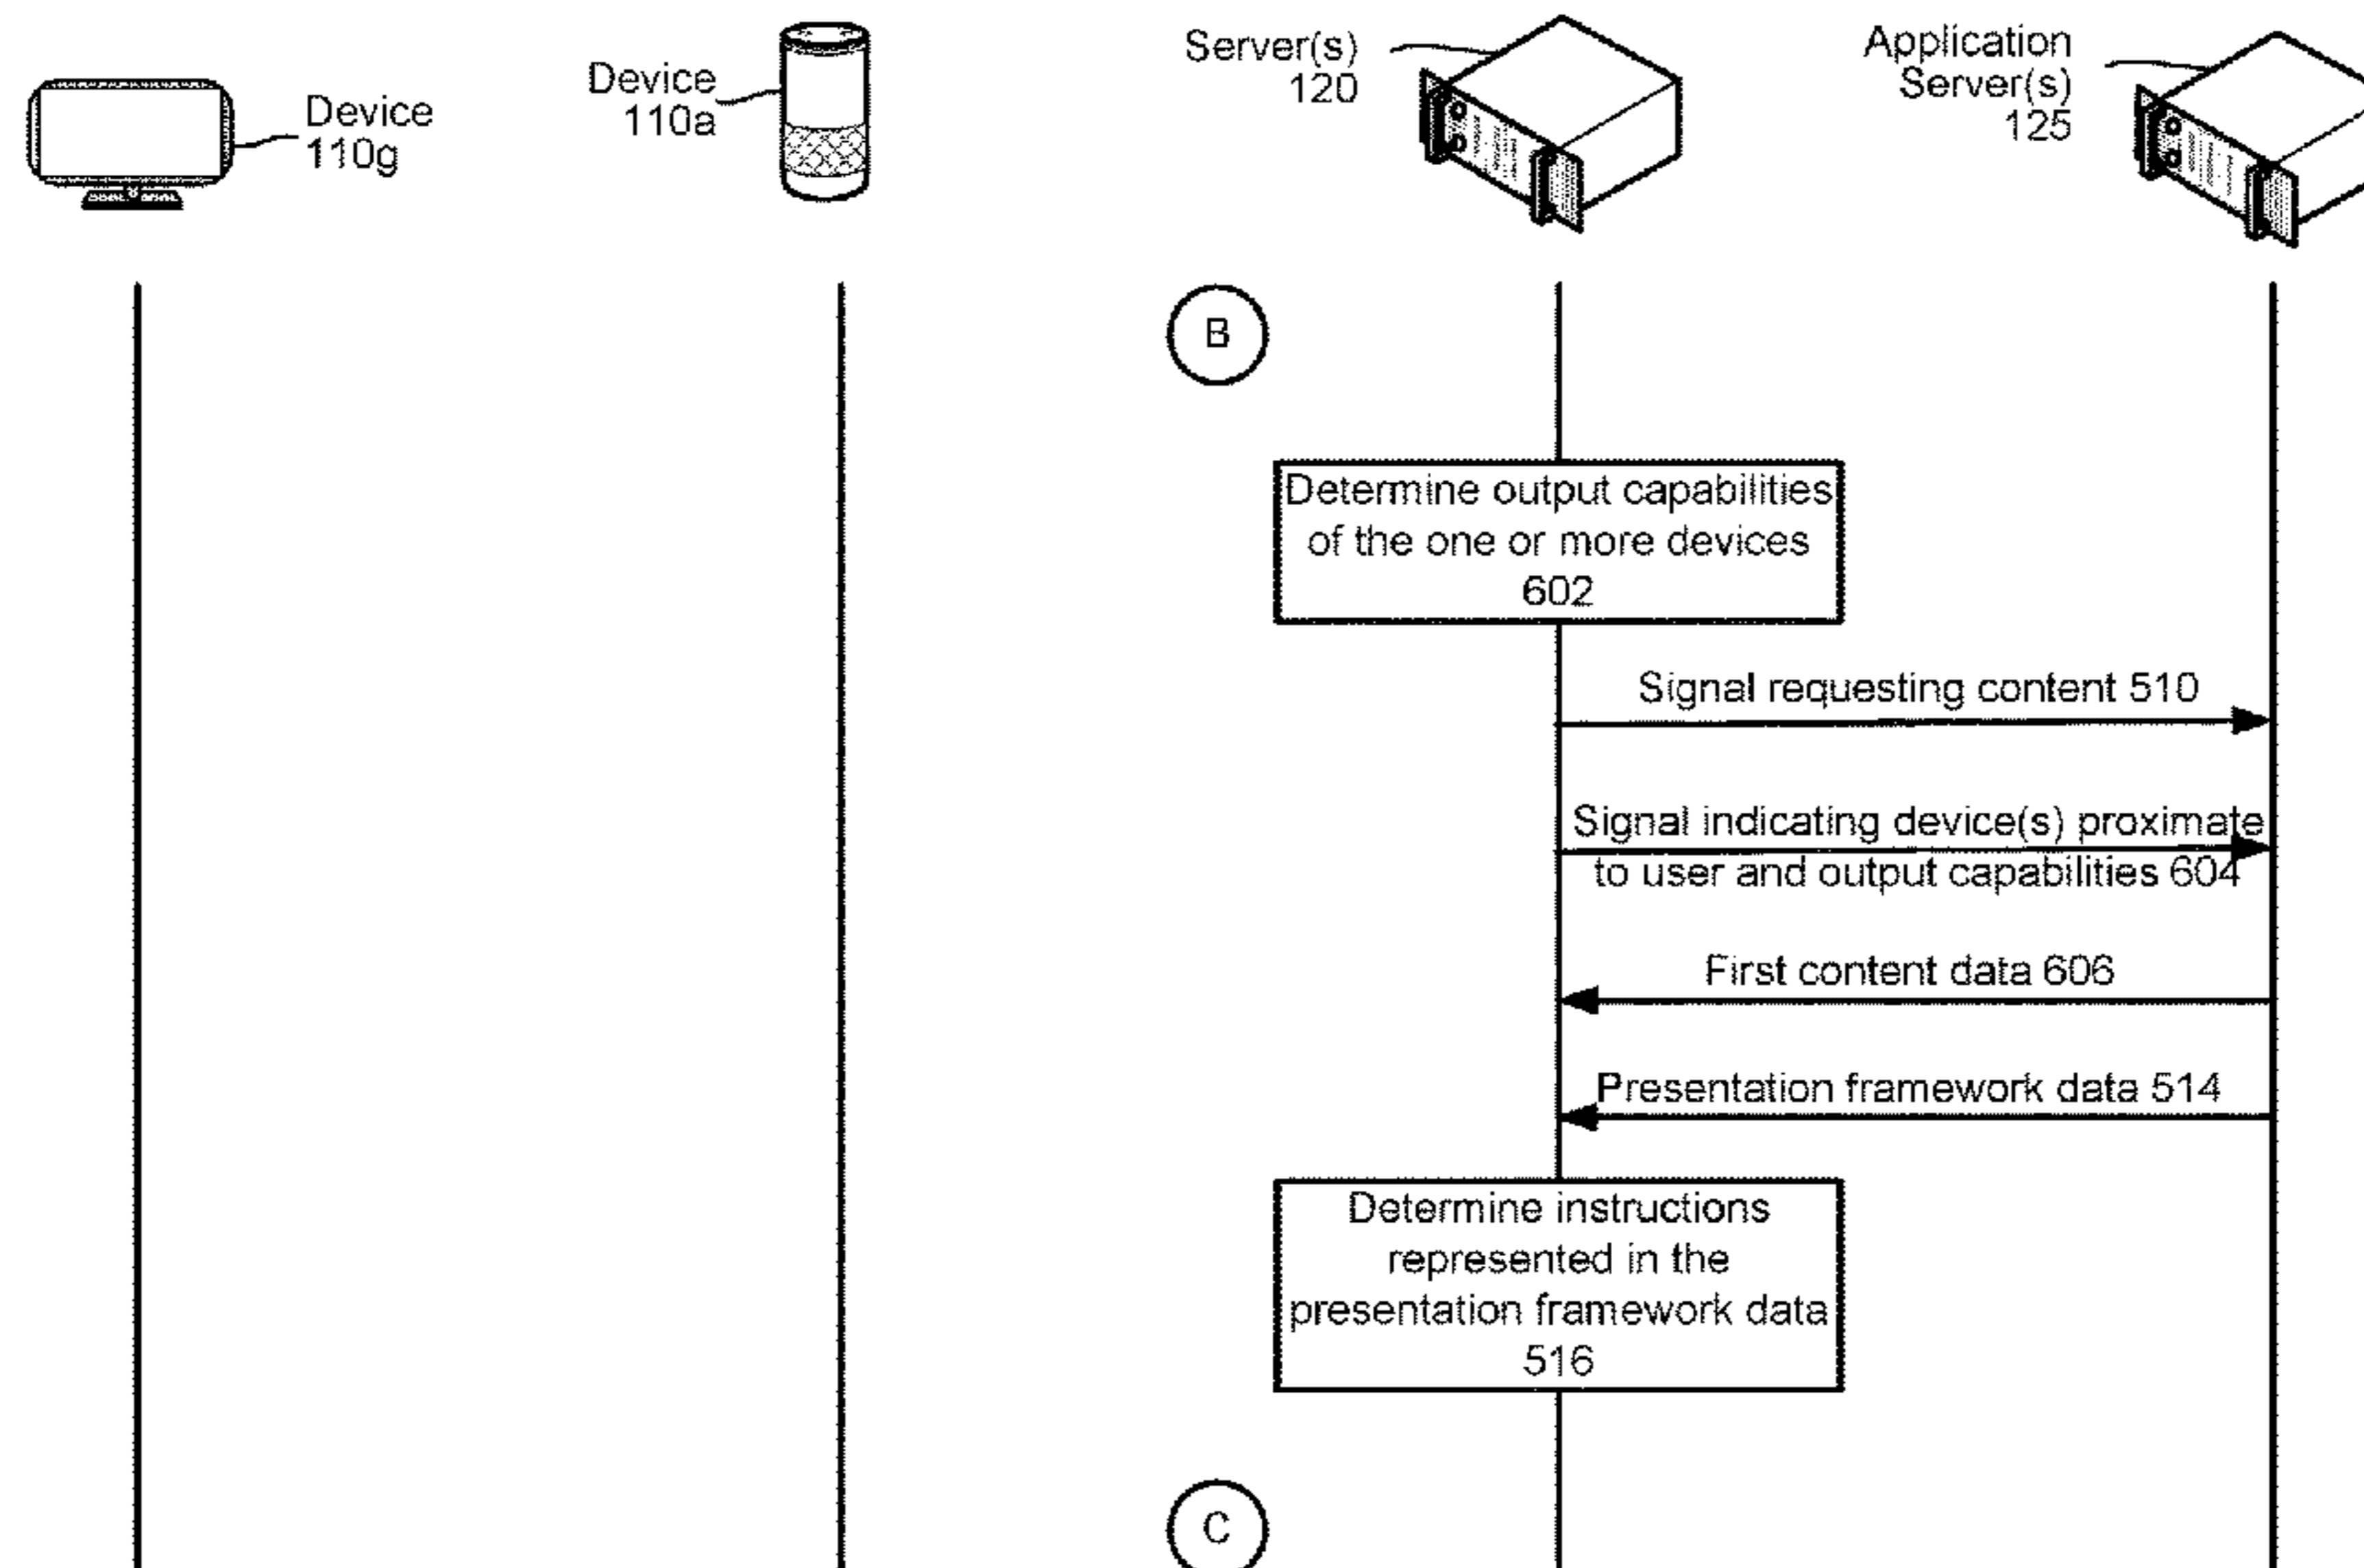 Device
110g
Device
110a
Server(s)
120
Application
Server(s)
125
B
Determine output capabilities
of the one or more devices
602
Signal requesting content 510
Signal indicating device(s) proximate
to user and output capabilities 604
First content data 606
Presentation framework data 514
Determine instructions
represented in the
presentation framework data
516
C